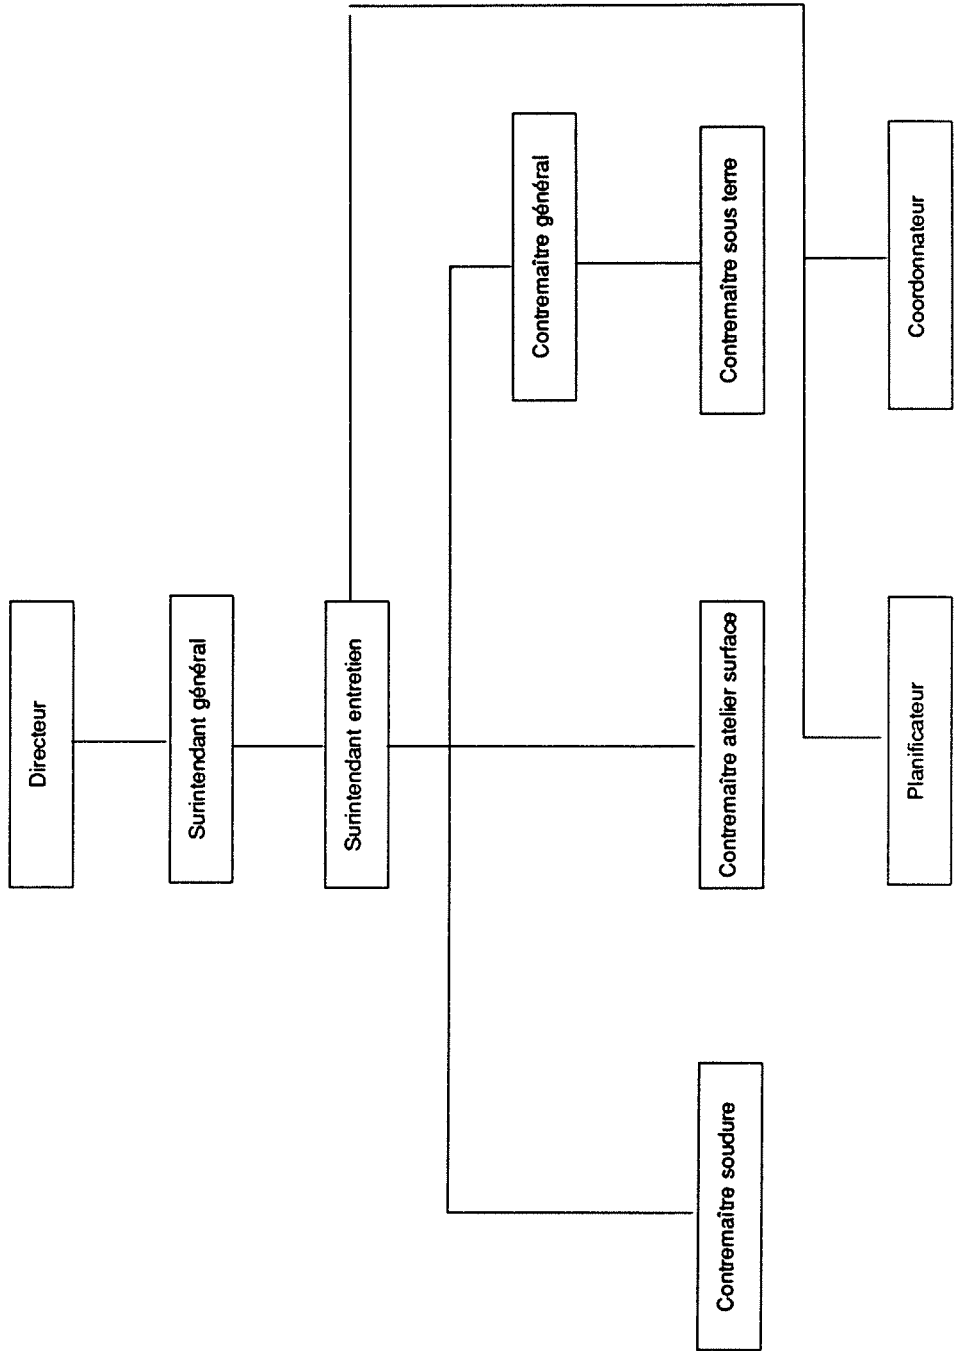 Directeur
Surintendant général
Surintendant entretien
Contremaître général
Contremaître soudure
Contremaître atelier surface
Contremaître sous terre
Planificateur
Coordonnateur